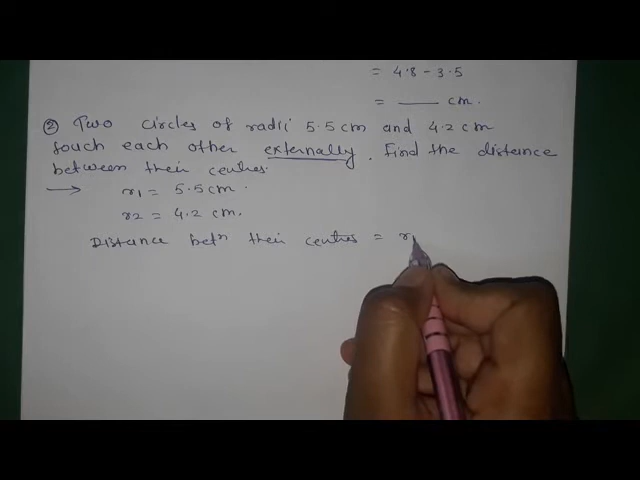 = 4.8 - 3.5
= ___ cm.
② Two circles of radii 5.5 cm and 4.2 cm
touch each other externally. Find the distance
between their centres.
→ r1 = 5.5 cm.
r2 = 4.2 cm.
Distance betn their centres = r1